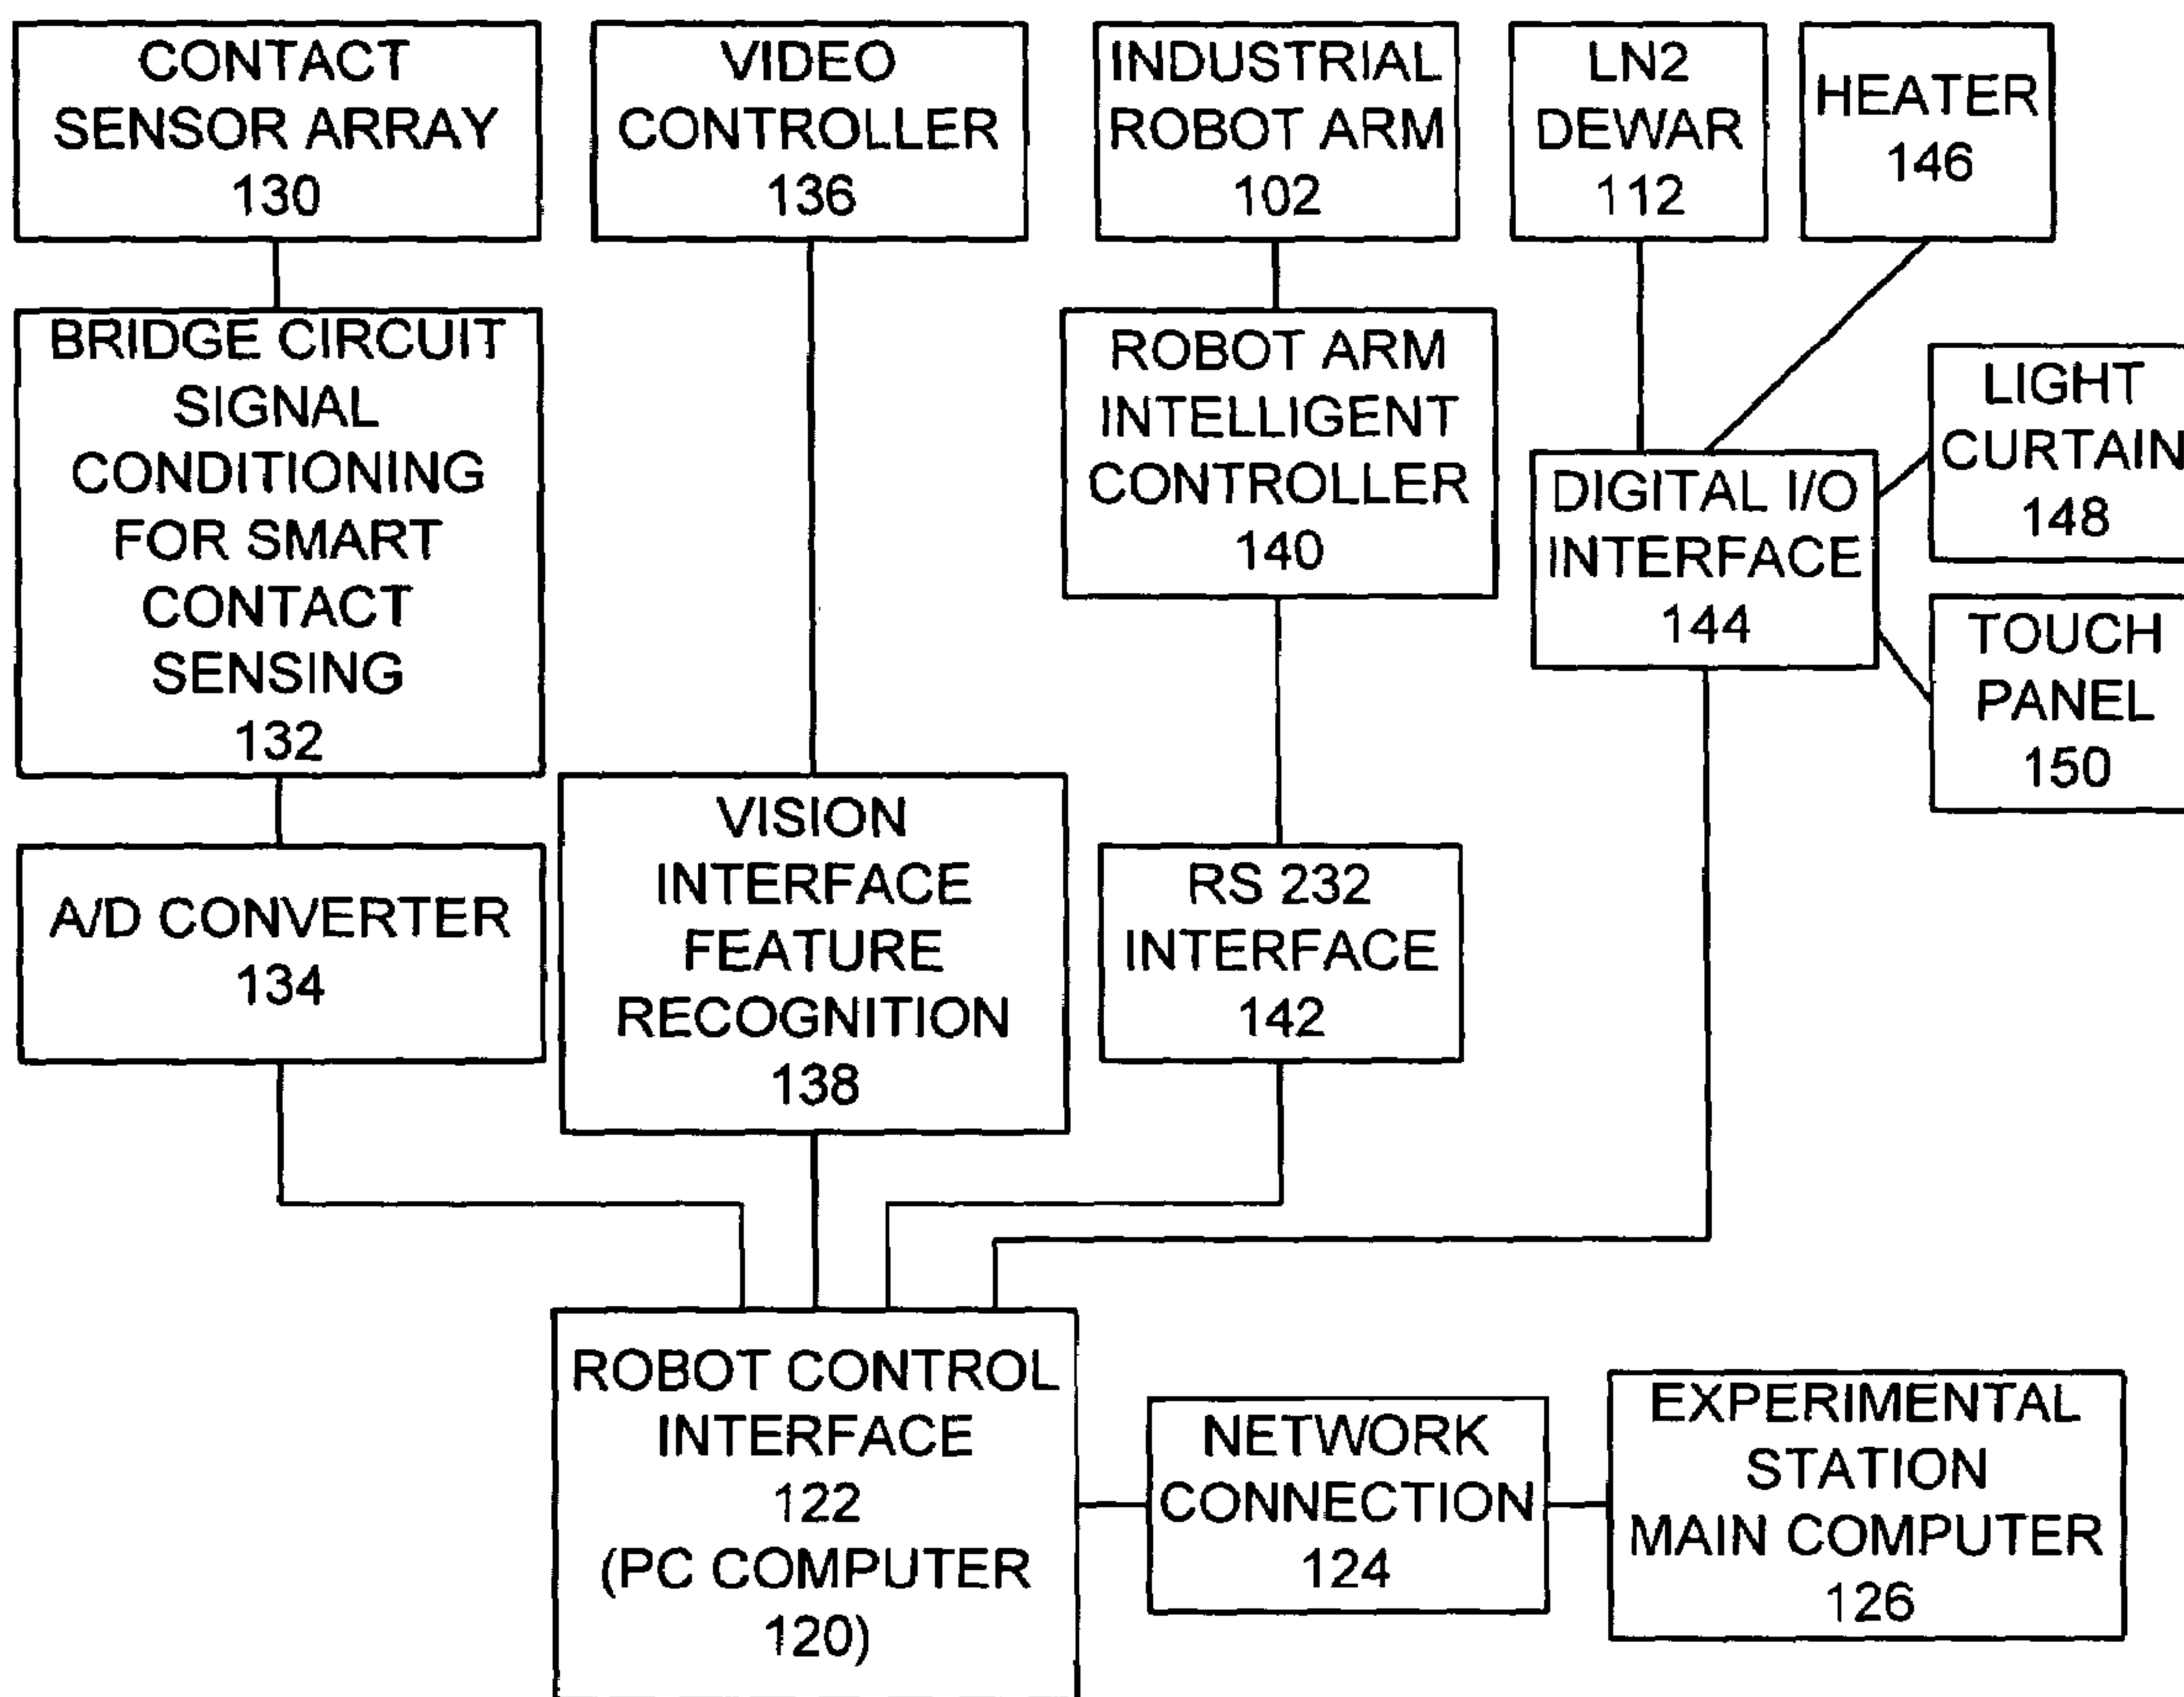 CONTACT
SENSOR ARRAY
130
VIDEO
CONTROLLER
136
INDUSTRIAL
ROBOT ARM
102
LN2
DEWAR
112
HEATER
146
BRIDGE CIRCUIT
SIGNAL
CONDITIONING
FOR SMART
CONTACT
SENSING
132
ROBOT ARM
INTELLIGENT
CONTROLLER
140
DIGITAL I/O
INTERFACE
144
LIGHT
CURTAIN
148
TOUCH
PANEL
150
A/D CONVERTER
134
VISION
INTERFACE
FEATURE
RECOGNITION
138
RS 232
INTERFACE
142
ROBOT CONTROL
INTERFACE
122
(PC COMPUTER
120)
NETWORK
CONNECTION
124
EXPERIMENTAL
STATION
MAIN COMPUTER
126